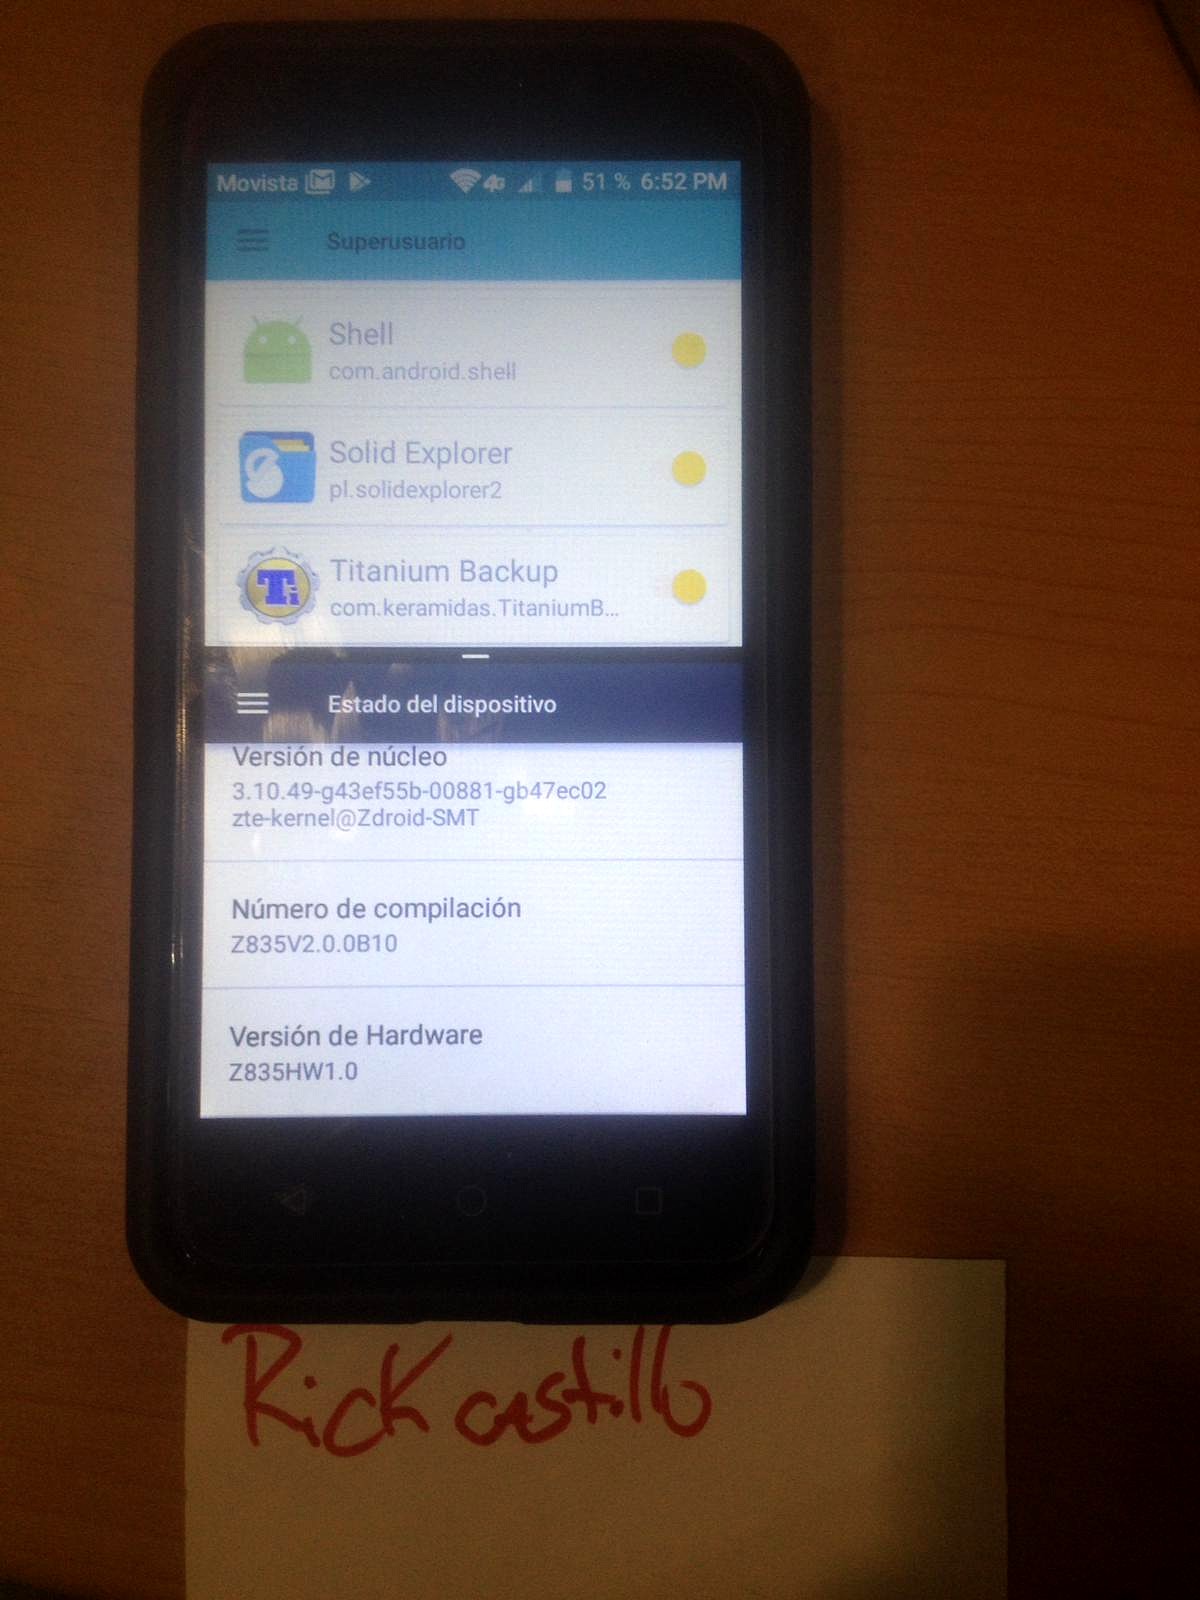 Movista 4G 51 % 6:52 PM
Superusuario
Shell
com.android.shell
Solid Explorer
pl.solidexplorer2
Titanium Backup
com.keramidas.TitaniumB...
Estado del dispositivo
Versión de núcleo
3.10.49-g43ef55b-00881-gb47ec02
zte-kernel@Zdroid-SMT
Número de compilación
Z835V2.0.0B10
Versión de Hardware
Z835HW1.0
Rick castillo